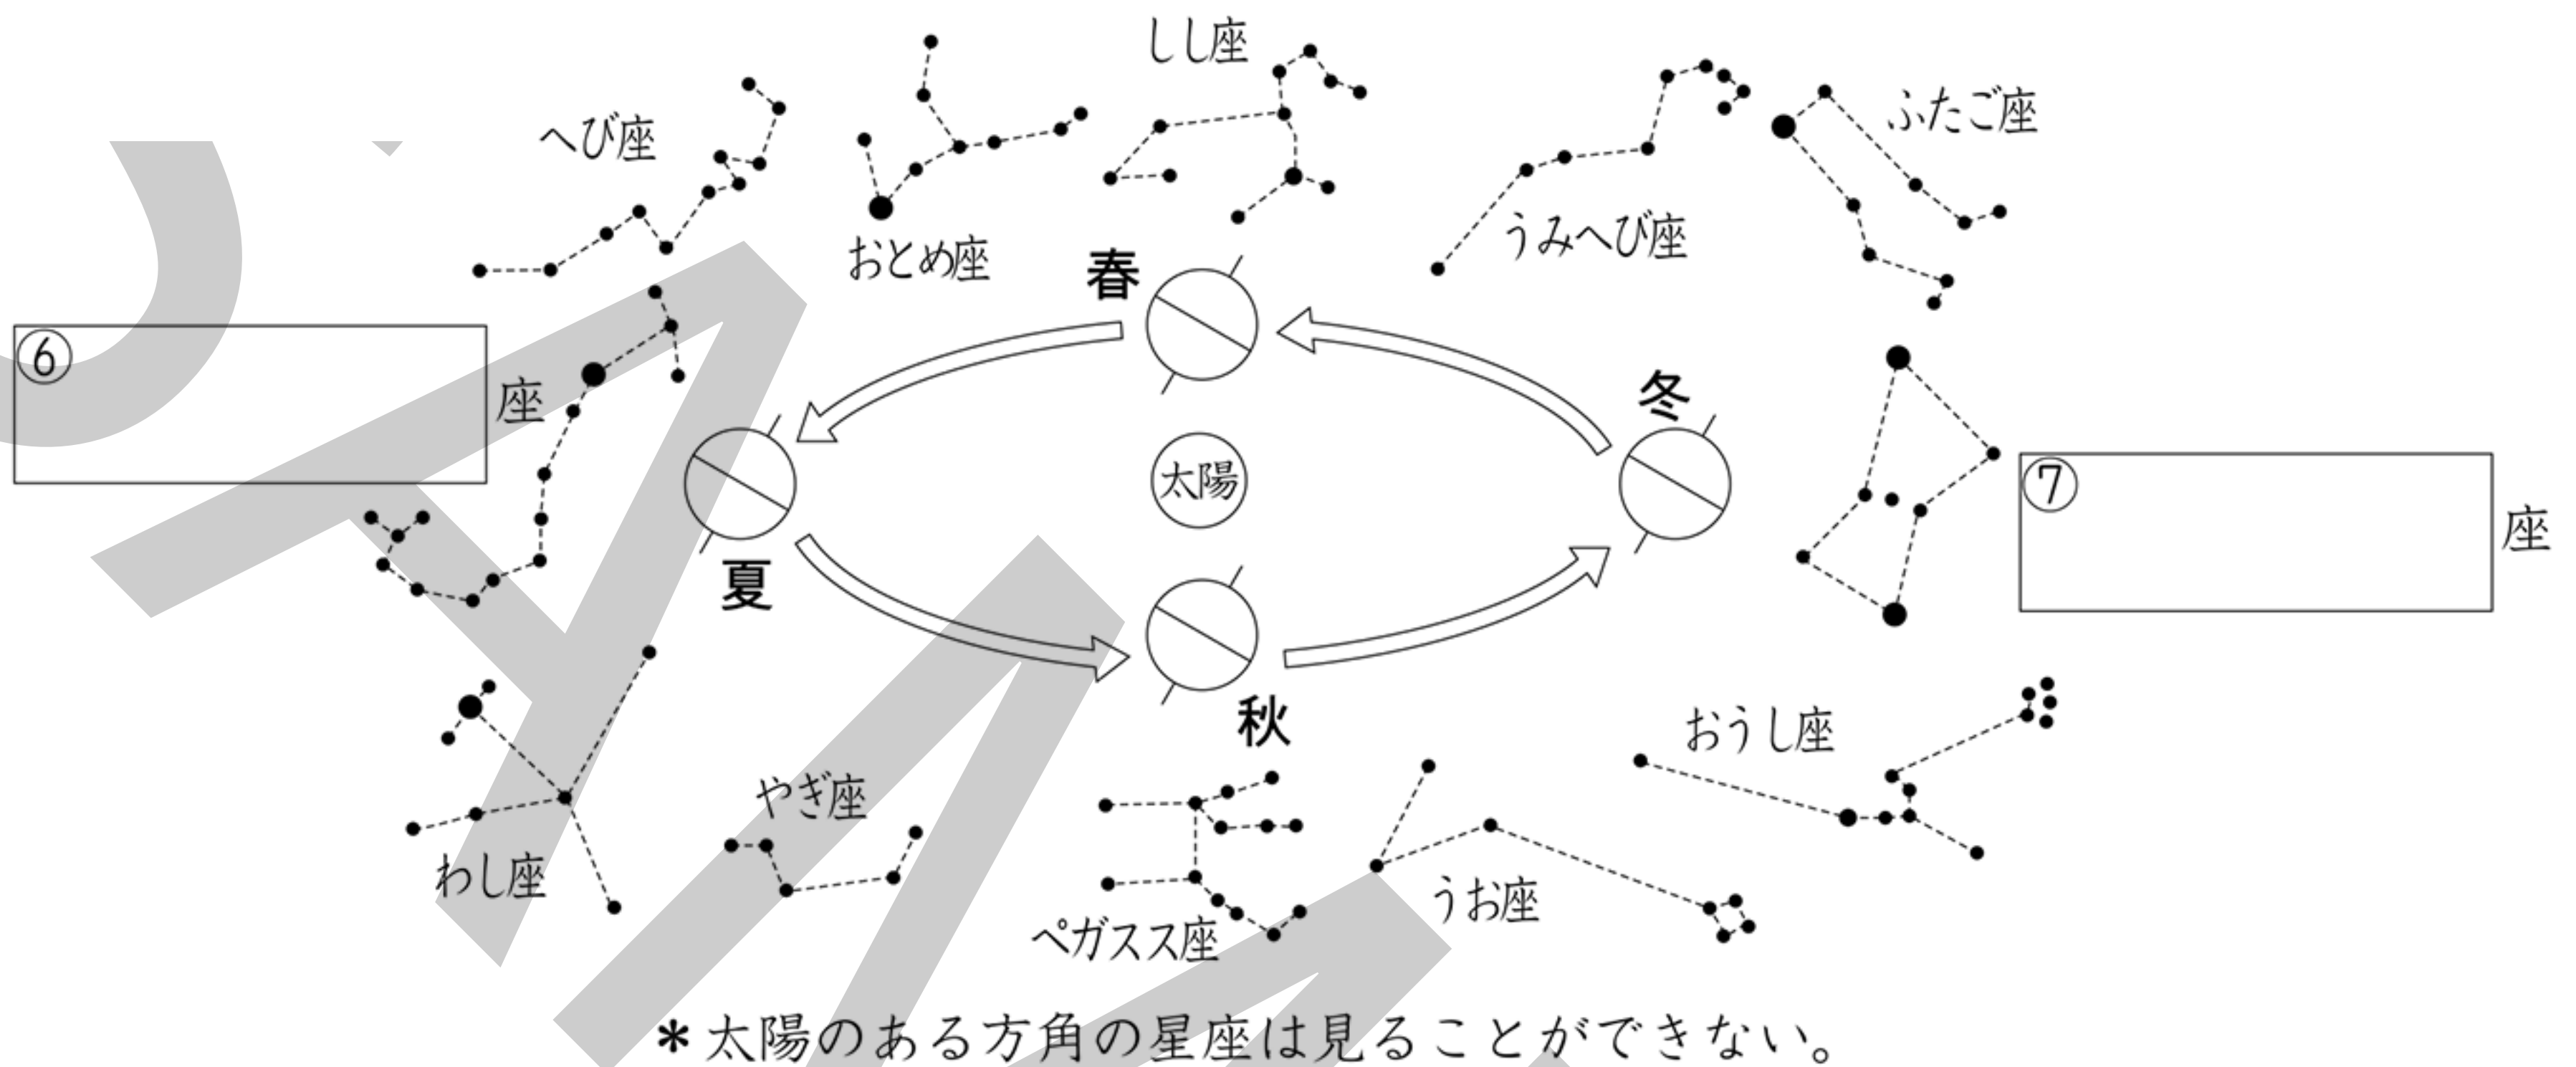 しし座
ふたご座
へび座
うみへび座
おとめ座
春
⑥
座
冬
太陽
⑦
座
夏
秋
おうし座
やぎ座
わし座
うお座
ペガスス座
*太陽のある方角の星座は見ることができない。